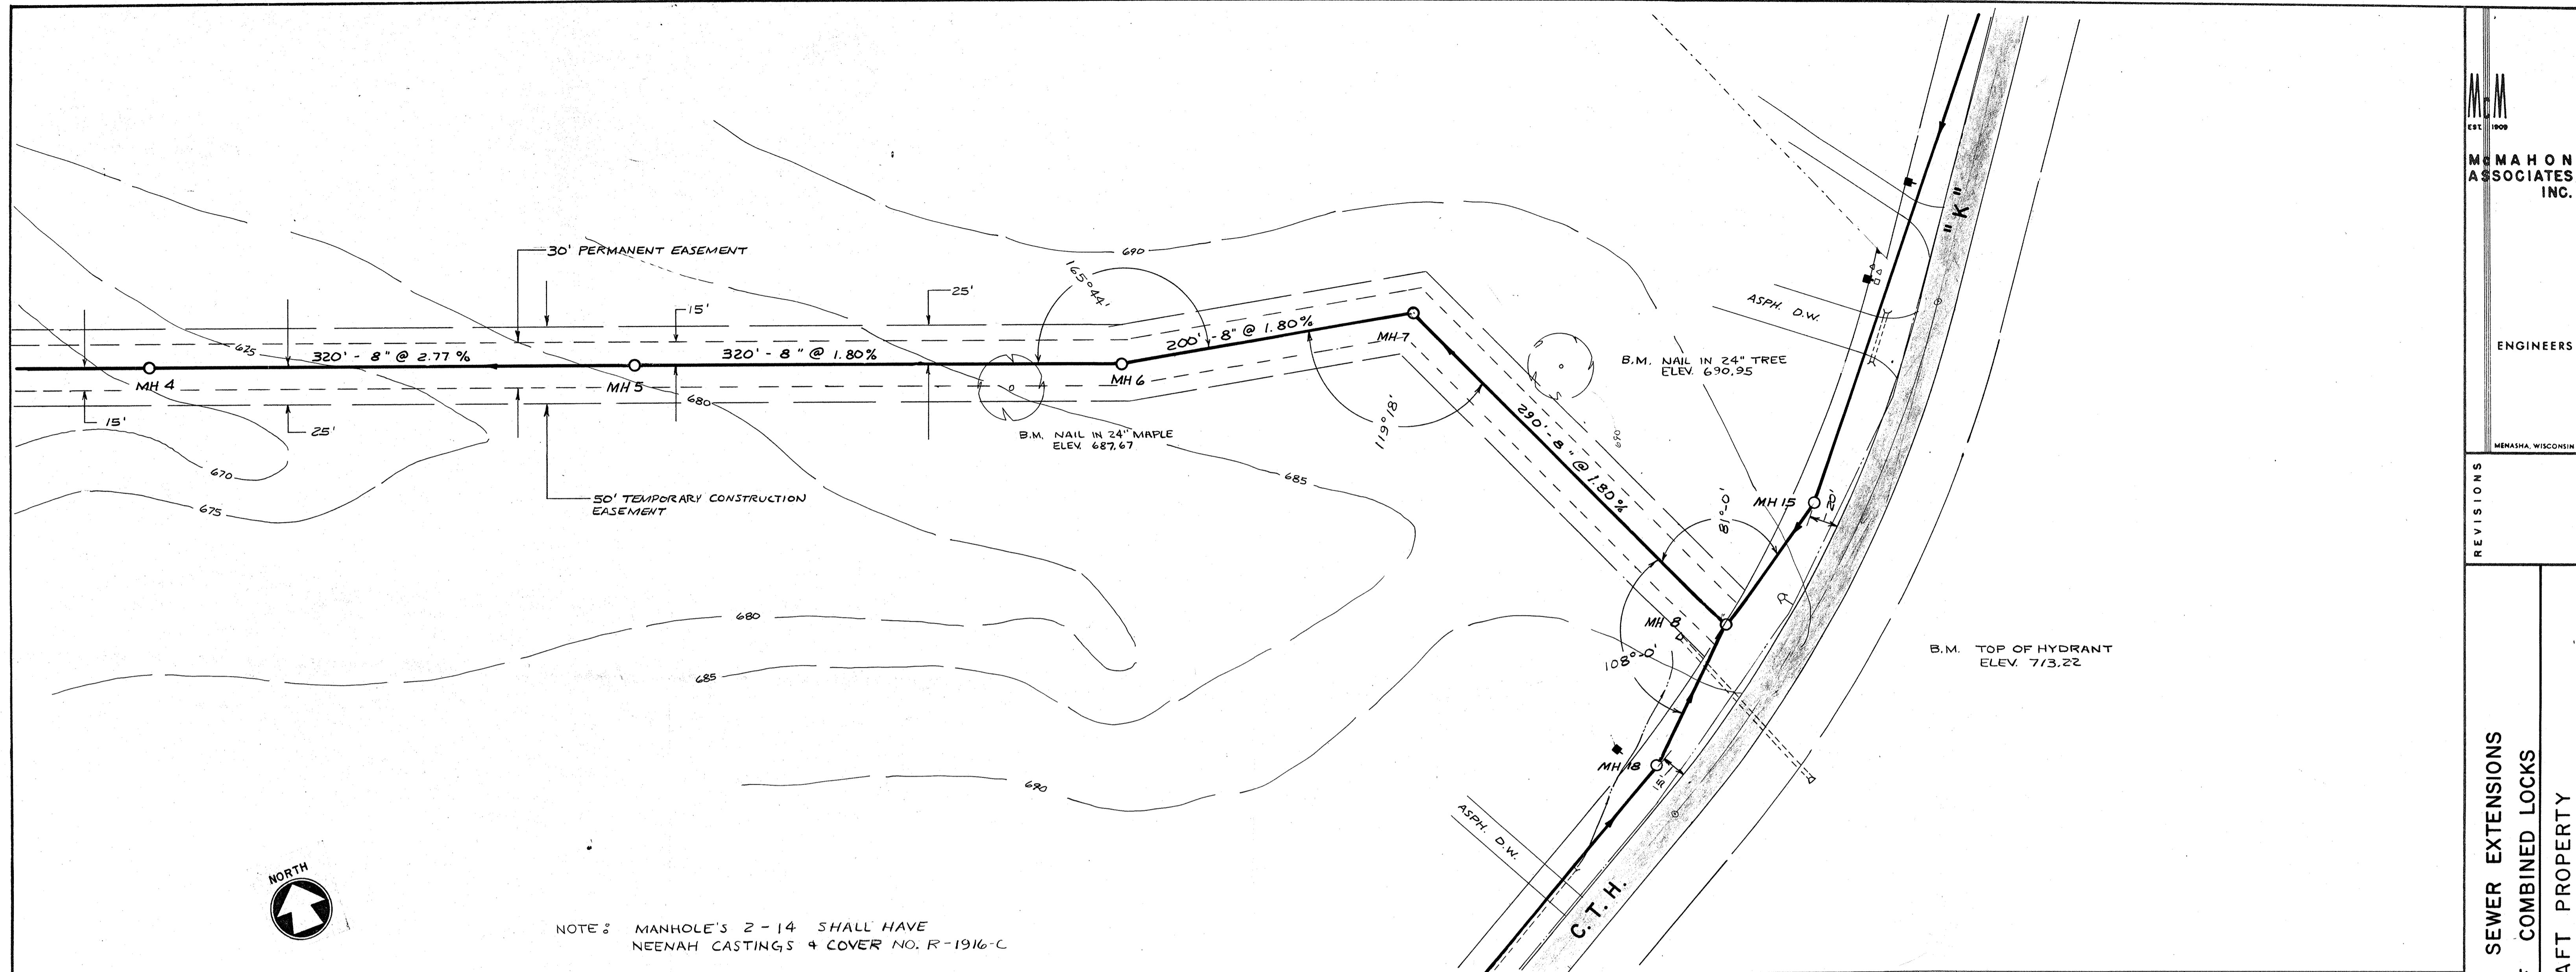 30' PERMANENT EASEMENT
690
165°44'
25'
15'
625
320' - 8" @ 2.77 %
320' - 8" @ 1.80%
200' - 8" @ 1.80%
MH 4
MH 5
MH 6
MH 7
680
15'
25'
670
675
50' TEMPORARY CONSTRUCTION
EASEMENT
B.M. NAIL IN 24" MAPLE
ELEV. 687.67
119°18'
685
290' - 8" @ 1.80%
690
B.M. NAIL IN 24" TREE
ELEV. 690.95
ASPH. D.W.
"K"
MH 15
20'
81°-0'
MH 8
108°-0'
MH 18
15'
B.M. TOP OF HYDRANT
ELEV. 713.22
680
685
690
ASPH. D.W.
C. T. H.
NORTH
NOTE: MANHOLE'S 2 - 14 SHALL HAVE
NEENAH CASTINGS & COVER NO. R-1916-C
McM
EST. 1909
McMAHON
ASSOCIATES
INC.
ENGINEERS
MENASHA, WISCONSIN
REVISIONS
SEWER EXTENSIONS
COMBINED LOCKS
AFT PROPERTY